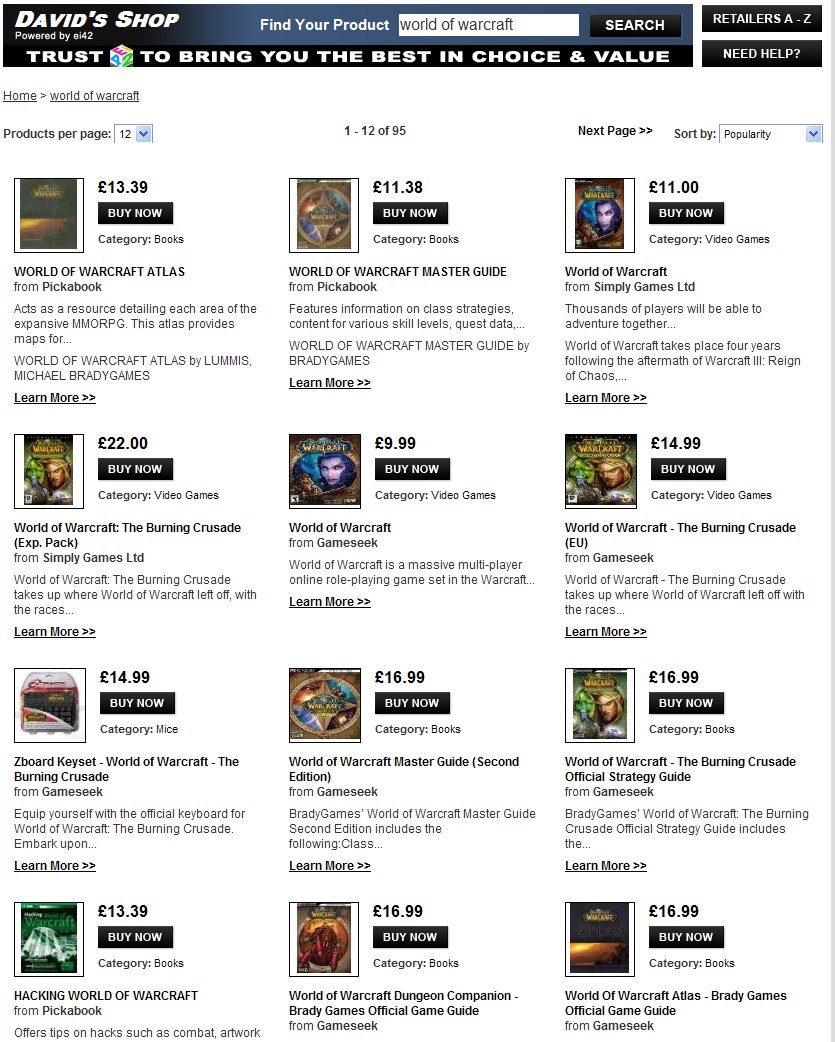 DAVID'S SHOP
Powered by ei42
Find Your Product world of warcraft SEARCH
RETAILERS A - Z
TRUST ei42 TO BRING YOU THE BEST IN CHOICE & VALUE
NEED HELP?
Home > world of warcraft
Products per page: 12
1 - 12 of 95
Next Page >>
Sort by: Popularity
£13.39
BUY NOW
Category: Books
WORLD OF WARCRAFT ATLAS
from Pickabook
Acts as a resource detailing each area of the
expansive MMORPG. This atlas provides
maps for...
WORLD OF WARCRAFT ATLAS by LUMMIS,
MICHAEL BRADYGAMES
Learn More >>
£11.38
BUY NOW
Category: Books
WORLD OF WARCRAFT MASTER GUIDE
from Pickabook
Features information on class strategies,
content for various skill levels, quest data,...
WORLD OF WARCRAFT MASTER GUIDE by
BRADYGAMES
Learn More >>
£11.00
BUY NOW
Category: Video Games
World of Warcraft
from Simply Games Ltd
Thousands of players will be able to
adventure together...
World of Warcraft takes place four years
following the aftermath of Warcraft III: Reign
of Chaos,...
Learn More >>
£22.00
BUY NOW
Category: Video Games
World of Warcraft: The Burning Crusade
(Exp. Pack)
from Simply Games Ltd
World of Warcraft: The Burning Crusade
takes up where World of Warcraft left off, with
the races...
Learn More >>
£9.99
BUY NOW
Category: Video Games
World of Warcraft
from Gameseek
World of Warcraft is a massive multi-player
online role-playing game set in the Warcraft...
Learn More >>
£14.99
BUY NOW
Category: Video Games
World of Warcraft - The Burning Crusade
(EU)
from Gameseek
World of Warcraft - The Burning Crusade
takes up where World of Warcraft left off with
the races...
Learn More >>
£14.99
BUY NOW
Category: Mice
Zboard Keyset - World of Warcraft - The
Burning Crusade
from Gameseek
Equip yourself with the official keyboard for
World of Warcraft: The Burning Crusade.
Embark upon...
Learn More >>
£16.99
BUY NOW
Category: Books
World of Warcraft Master Guide (Second
Edition)
from Gameseek
BradyGames' World of Warcraft Master Guide
Second Edition includes the
following:Class...
Learn More >>
£16.99
BUY NOW
Category: Books
World of Warcraft - The Burning Crusade
Official Strategy Guide
from Gameseek
BradyGames' World of Warcraft: The Burning
Crusade Official Strategy Guide includes
the...
Learn More >>
Hacking World of
Warcraft
£13.39
BUY NOW
Category: Books
HACKING WORLD OF WARCRAFT
from Pickabook
Offers tips on hacks such as combat, artwork
£16.99
BUY NOW
Category: Books
World of Warcraft Dungeon Companion -
Brady Games Official Game Guide
from Gameseek
£16.99
BUY NOW
Category: Books
World Of Warcraft Atlas - Brady Games
Official Game Guide
from Gameseek